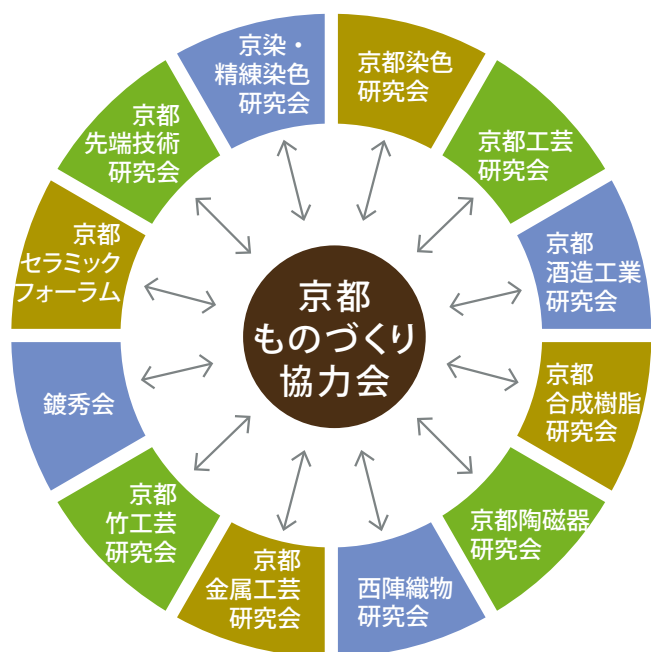 京都染色
研究会
京都工芸
研究会
京都
酒造工業
研究会
京都
合成樹脂
研究会
京都陶磁器
研究会
西陣織物
研究会
京都
金属工芸
研究会
京都
竹工芸
研究会
鍍秀会
京都
セラミック
フォーラム
京都
先端技術
研究会
京染・
精練染色
研究会
京都
ものづくり
協力会